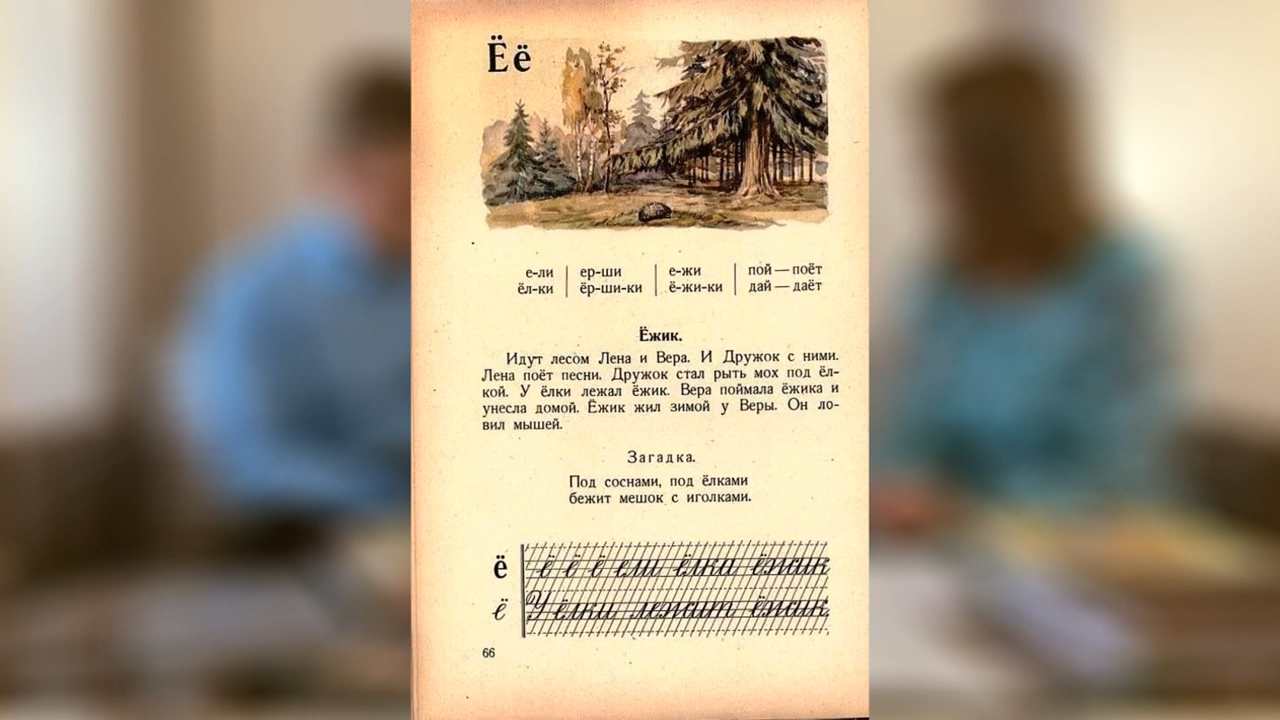 Ё ё
е-ли | ер-ши | е-жи | пой — поёт
ёл-ки | ёр-ши-ки | ё-жи-ки | дай — даёт
Ёжик.
Идут лесом Лена и Вера. И Дружок с ними.
Лена поёт песни. Дружок стал рыть мох под ёл-
кой. У ёлки лежал ёжик. Вера поймала ёжика и
унесла домой. Ёжик жил зимой у Веры. Он ло-
вил мышей.
Загадка.
Под соснами, под ёлками
бежит мешок с иголками.
ё ё ё ё ели ёлки ёжик
ё У ёлки лежит ёжик.
66